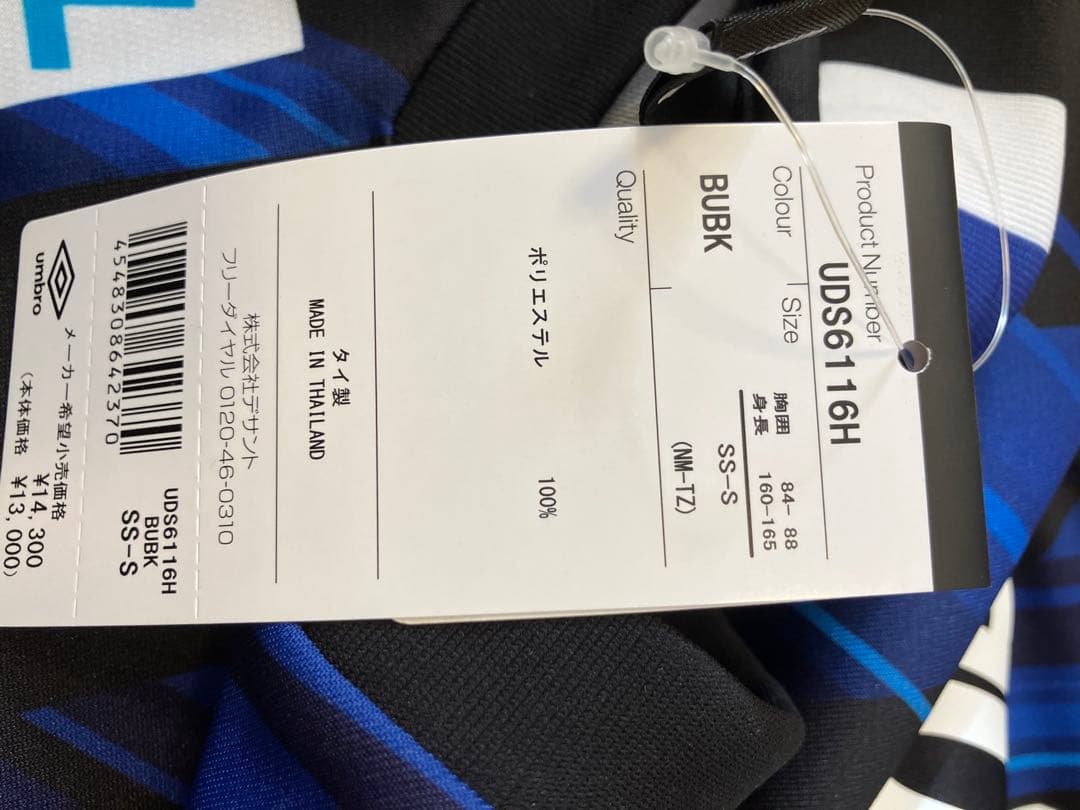 Product Number
UDS6116H
Colour
Size
胸囲 84- 88
身長 160-165
BUBK
SS-S
(NM-TZ)
Quality
ポリエステル 100%
タイ製
MADE IN THAILAND
株式会社デサント
フリーダイヤル 0120-46-0310
4548308642370
UDS6116H
BUBK
SS-S
umbro
メーカー希望小売価格
¥14,300
(本体価格 ¥13,000)